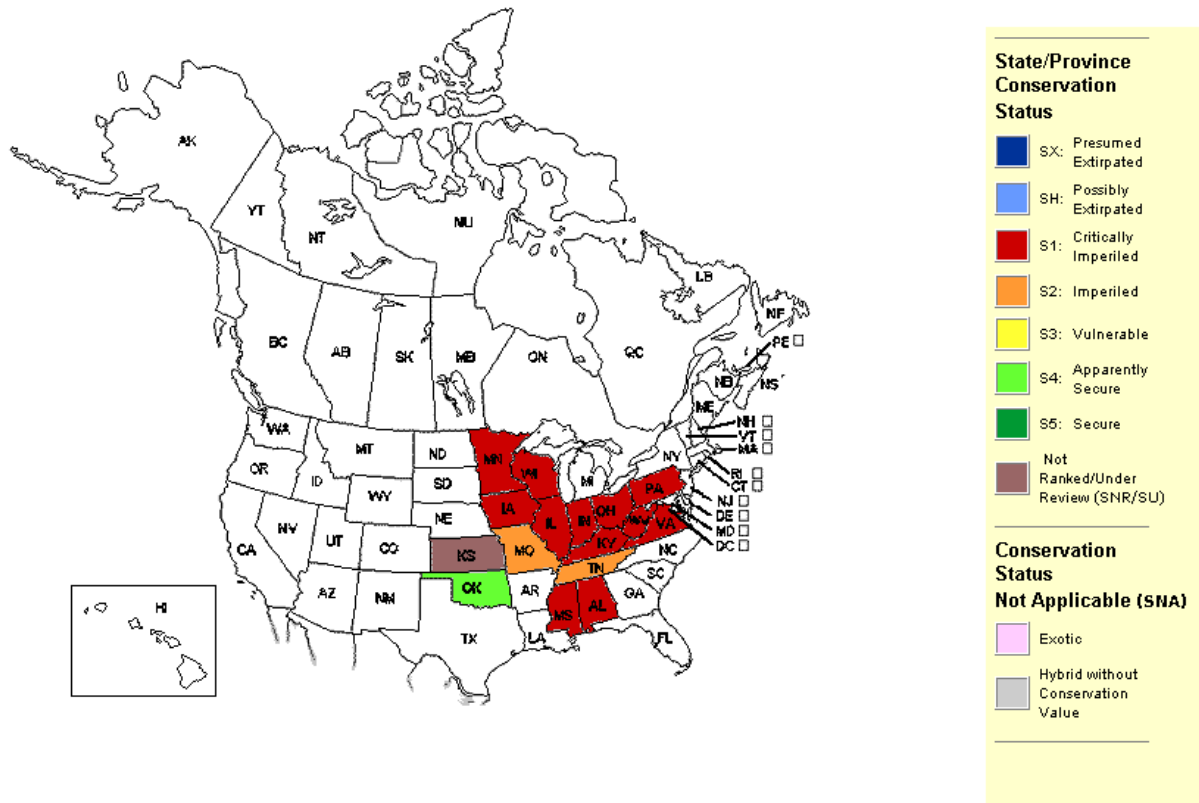 AK
YT
NT
NU
BC
AB
SK
MB
ON
QC
LB
NF
PE
NB
NS
ME
NH
VT
MA
RI
CT
NJ
DE
MD
DC
WA
OR
ID
MT
ND
SD
WY
NE
MN
WI
MI
NY
IA
IL
IN
OH
PA
WV
VA
KY
NV
CA
UT
CO
KS
MO
TN
NC
SC
AZ
NM
OK
AR
MS
AL
GA
TX
LA
FL
HI
State/Province
Conservation
Status
SX: Presumed
Extirpated
SH: Possibly
Extirpated
S1: Critically
Imperiled
S2: Imperiled
S3: Vulnerable
S4: Apparently
Secure
S5: Secure
Not
Ranked/Under
Review (SNR/SU)
Conservation
Status
Not Applicable (SNA)
Exotic
Hybrid without
Conservation
Value